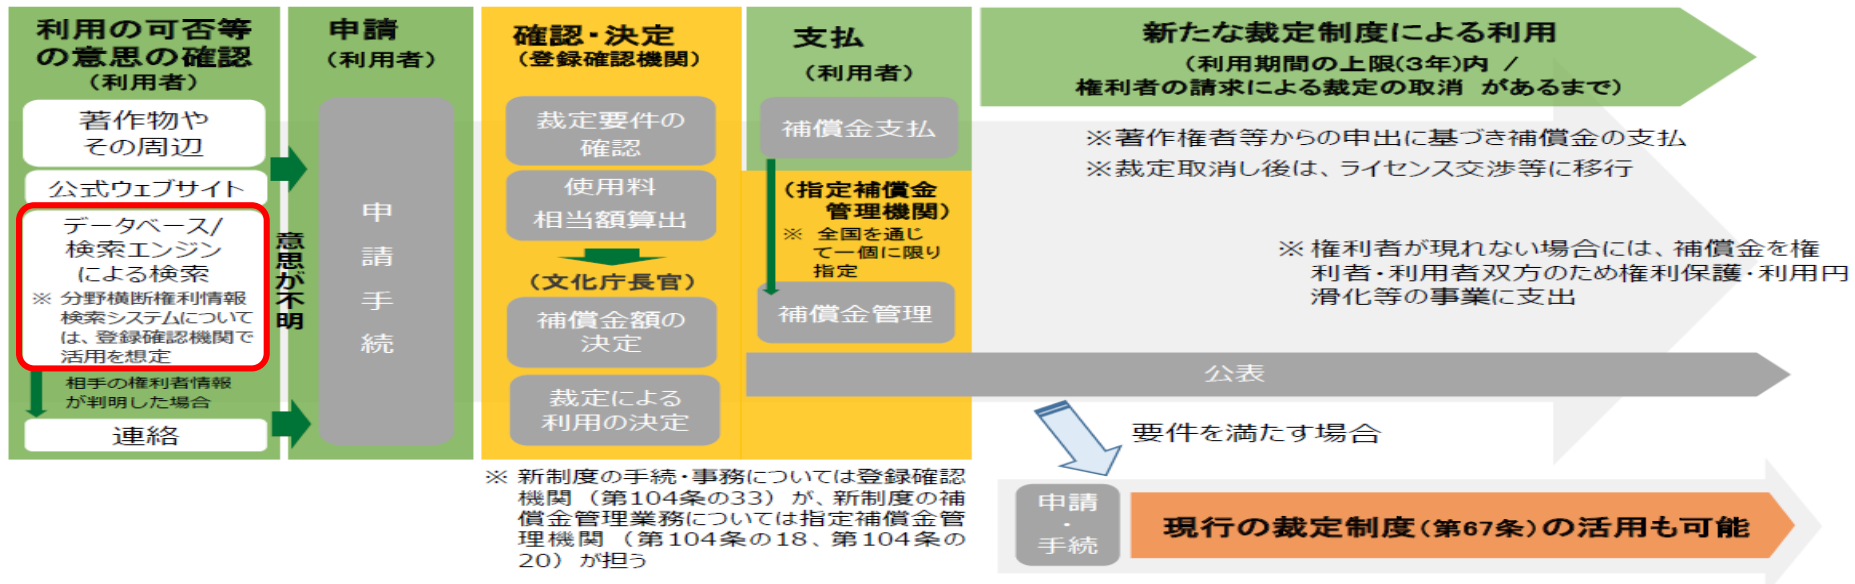 利用の可否等
の意思の確認
(利用者)
著作物や
その周辺
公式ウェブサイト
データベース/
検索エンジン
による検索
※ 分野横断権利情報
検索システムについて
は、登録確認機関で
活用を想定
相手の権利者情報
が判明した場合
連絡
意思が不明
申請
(利用者)
申請手続
確認・決定
(登録確認機関)
裁定要件の
確認
使用料
相当額算出
(文化庁長官)
補償金額の
決定
裁定による
利用の決定
支払
(利用者)
補償金支払
(指定補償金
管理機関)
※ 全国を通じ
て一個に限り
指定
補償金管理
新たな裁定制度による利用
(利用期間の上限(3年)内 /
権利者の請求による裁定の取消 があるまで)
※著作権者等からの申出に基づき補償金の支払
※裁定取消し後は、ライセンス交渉等に移行
※ 権利者が現れない場合には、補償金を権
利者・利用者双方のため権利保護・利用円
滑化等の事業に支出
公表
要件を満たす場合
申請
・
手続
現行の裁定制度(第67条)の活用も可能
※ 新制度の手続・事務については登録確認
機関(第104条の33)が、新制度の補
償金管理業務については指定補償金管
理機関(第104条の18、第104条の
20)が担う